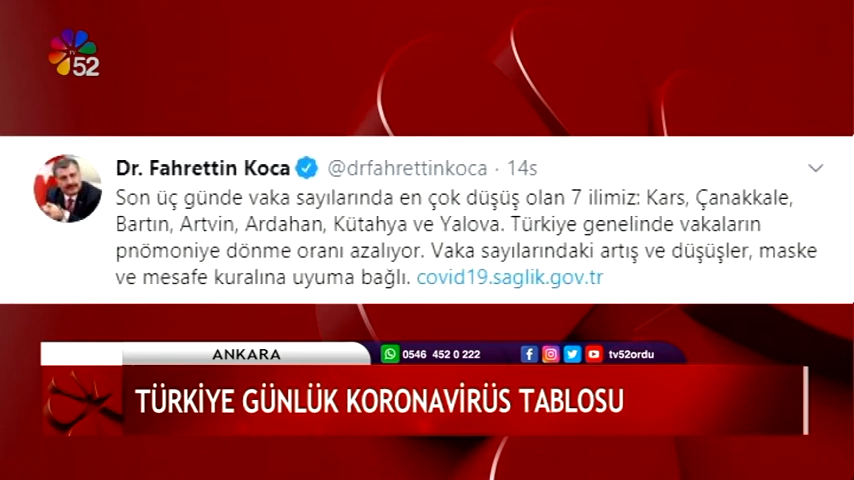 TV
52
Dr. Fahrettin Koca @drfahrettinkoca · 14s
Son üç günde vaka sayılarında en çok düşüş olan 7 ilimiz: Kars, Çanakkale,
Bartın, Artvin, Ardahan, Kütahya ve Yalova. Türkiye genelinde vakaların
pnömoniye dönme oranı azalıyor. Vaka sayılarındaki artış ve düşüşler, maske
ve mesafe kuralına uyuma bağlı. covid19.saglik.gov.tr
ANKARA
0546 452 0 222
tv52ordu
TÜRKİYE GÜNLÜK KORONAVİRÜS TABLOSU